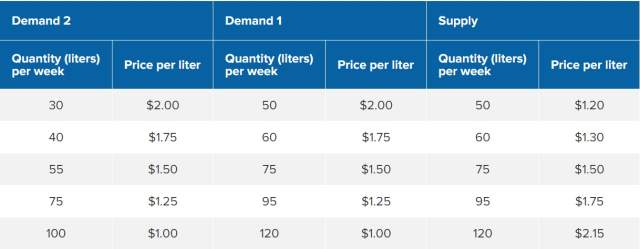 Demand 2 Demand 1 Supply
Quantity (liters) per week Price per liter Quantity (liters) per week Price per liter Quantity (liters) per week Price per liter
30 $2.00 50 $2.00 50 $1.20
40 $1.75 60 $1.75 60 $1.30
55 $1.50 75 $1.50 75 $1.50
75 $1.25 95 $1.25 95 $1.75
100 $1.00 120 $1.00 120 $2.15